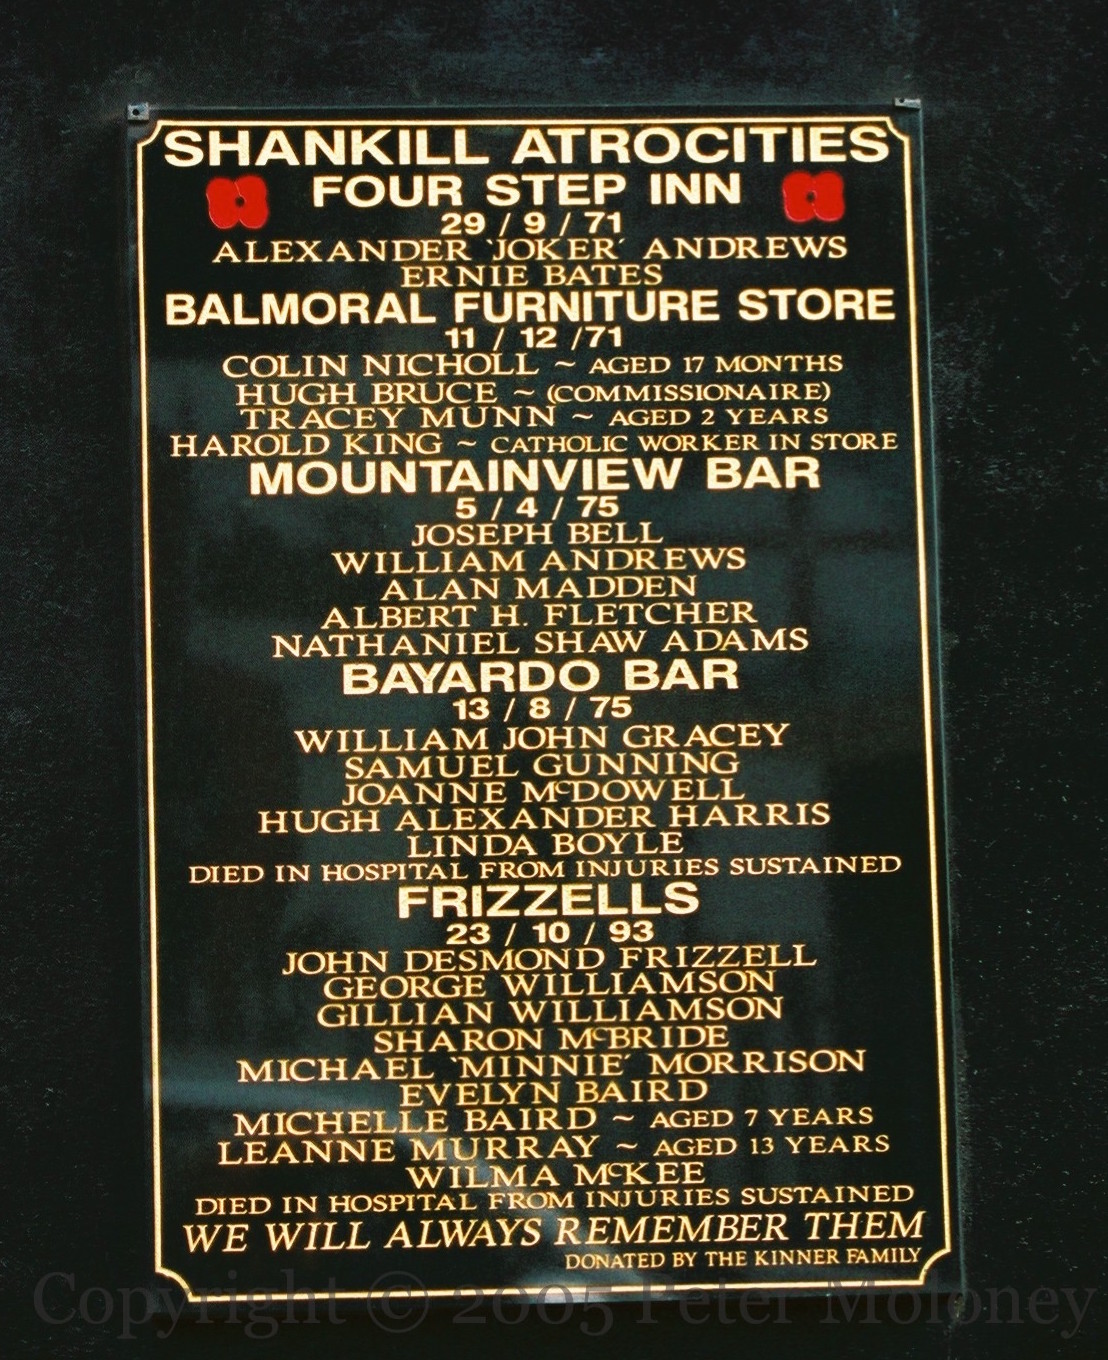 SHANKILL ATROCITIES
FOUR STEP INN
29 / 9 / 71
ALEXANDER 'JOKER' ANDREWS
ERNIE BATES
BALMORAL FURNITURE STORE
11 / 12 /71
COLIN NICHOLL ~ AGED 17 MONTHS
HUGH BRUCE ~ (COMMISSIONAIRE)
TRACEY MUNN ~ AGED 2 YEARS
HAROLD KING ~ CATHOLIC WORKER IN STORE
MOUNTAINVIEW BAR
5 / 4 / 75
JOSEPH BELL
WILLIAM ANDREWS
ALAN MADDEN
ALBERT H. FLETCHER
NATHANIEL SHAW ADAMS
BAYARDO BAR
13 / 8 / 75
WILLIAM JOHN GRACEY
SAMUEL GUNNING
JOANNE McDOWELL
HUGH ALEXANDER HARRIS
LINDA BOYLE
DIED IN HOSPITAL FROM INJURIES SUSTAINED
FRIZZELLS
23 / 10 / 93
JOHN DESMOND FRIZZELL
GEORGE WILLIAMSON
GILLIAN WILLIAMSON
SHARON McBRIDE
MICHAEL 'MINNIE' MORRISON
EVELYN BAIRD
MICHELLE BAIRD ~ AGED 7 YEARS
LEANNE MURRAY ~ AGED 13 YEARS
WILMA McKEE
DIED IN HOSPITAL FROM INJURIES SUSTAINED
WE WILL ALWAYS REMEMBER THEM
DONATED BY THE KINNER FAMILY
Copyright © 2005 Peter Moloney